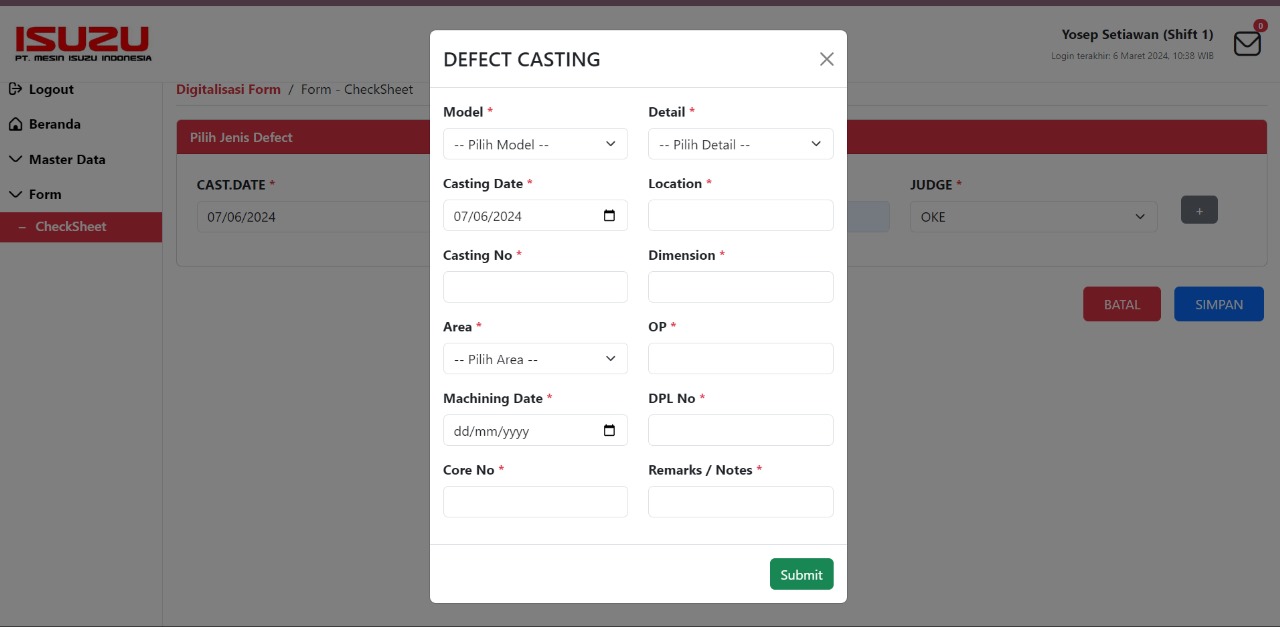 ISUZU
PT. MESIN ISUZU INDONESIA
Yosep Setiawan (Shift 1)
Login terakhir: 6 Maret 2024, 10:38 WIB
0
Logout
Beranda
Master Data
Form
– CheckSheet
Digitalisasi Form / Form - CheckSheet
Pilih Jenis Defect
CAST.DATE *
07/06/2024
JUDGE *
OKE
+
BATAL
SIMPAN
DEFECT CASTING
Model *
Detail *
-- Pilih Model --
-- Pilih Detail --
Casting Date *
Location *
07/06/2024
Casting No *
Dimension *
Area *
OP *
-- Pilih Area --
Machining Date *
DPL No *
dd/mm/yyyy
Core No *
Remarks / Notes *
Submit